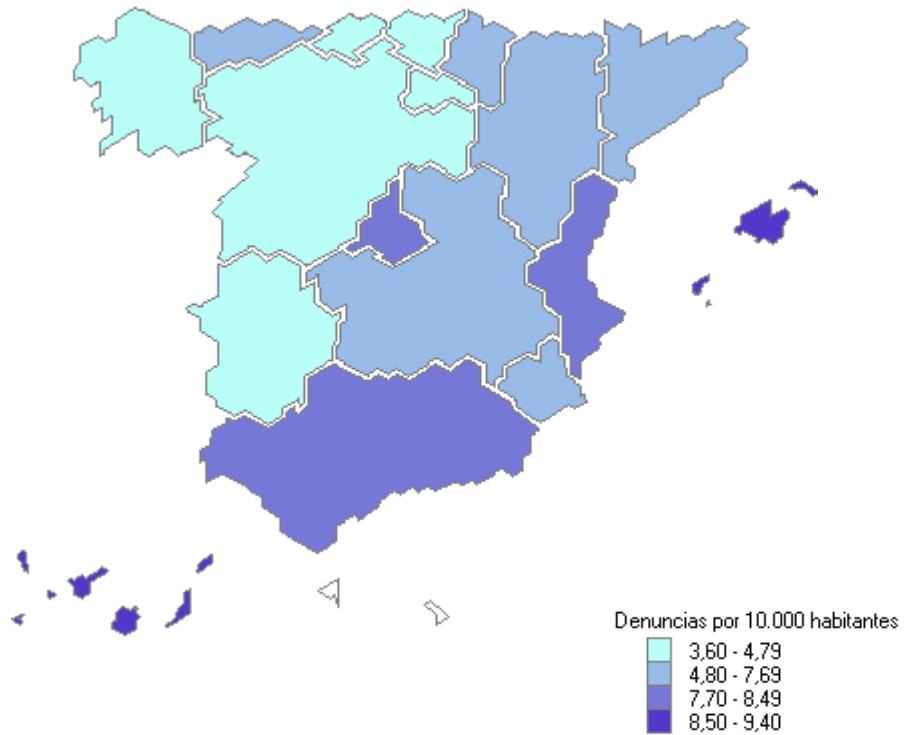 Denuncias por 10.000 habitantes
3,60 - 4,79
4,80 - 7,69
7,70 - 8,49
8,50 - 9,40